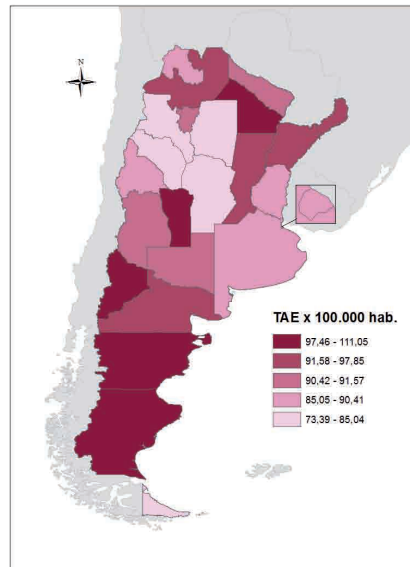 N
TAE x 100.000 hab.
97,46 - 111,05
91,58 - 97,85
90,42 - 91,57
85,05 - 90,41
73,39 - 85,04